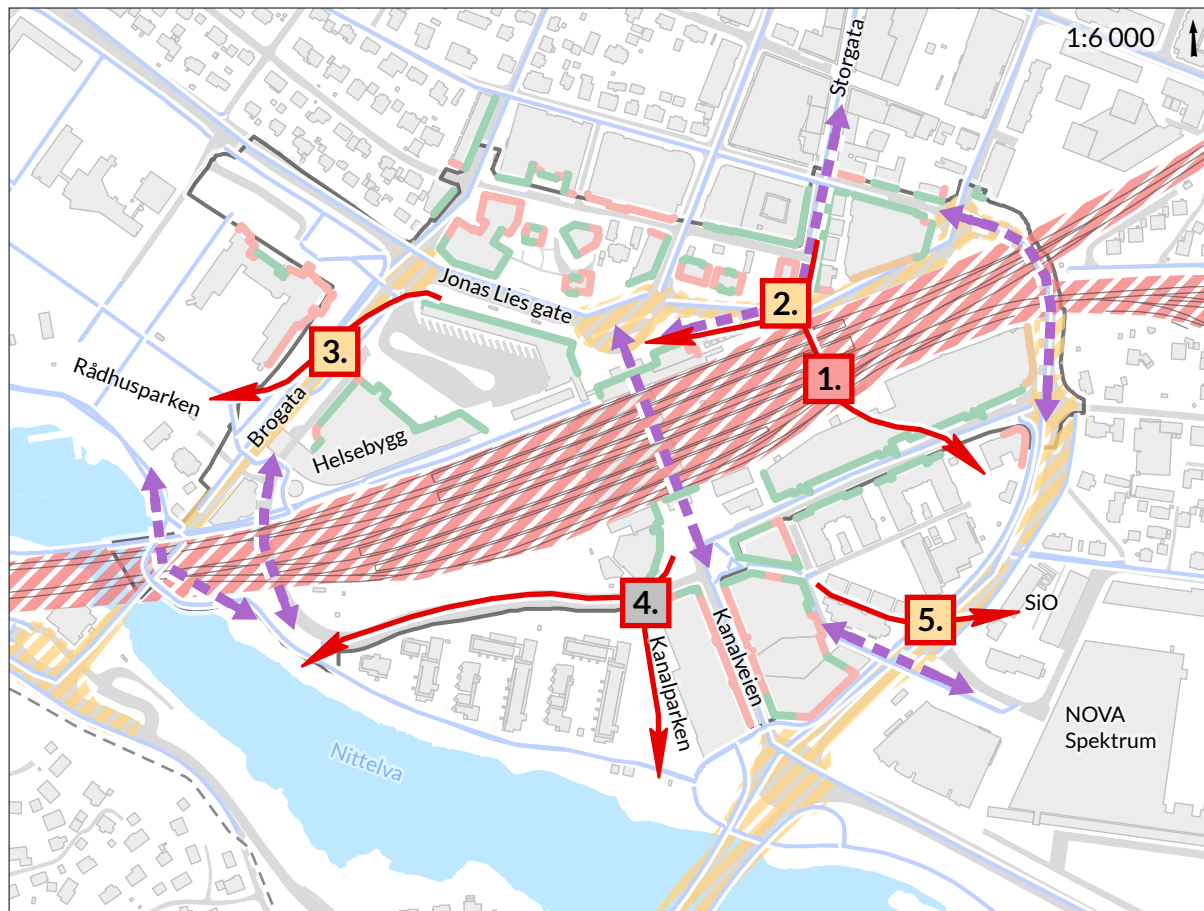 1:6 000
Storgata
Jonas Lies gate
2.
3.
1.
Rådhusparken
Brogata
Helsebygg
4.
5.
SiO
Kanalveien
Kanalparken
NOVA
Spektrum
Nittelva